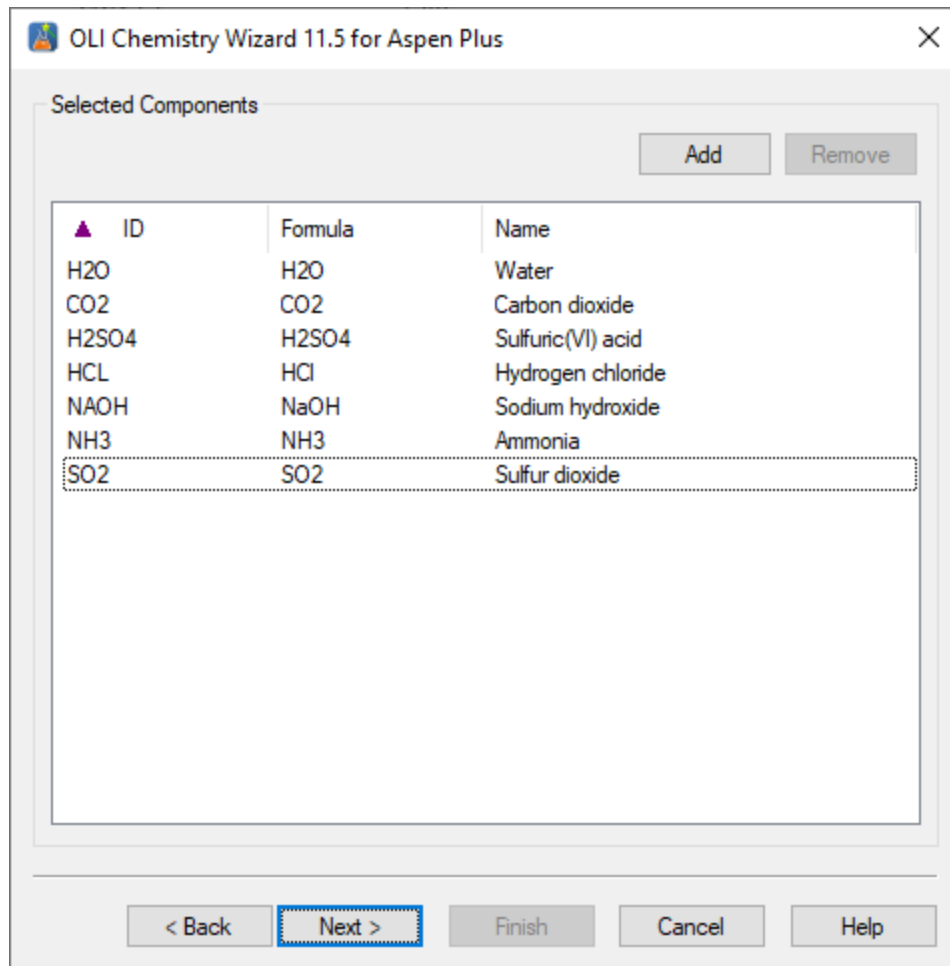 OLI Chemistry Wizard 11.5 for Aspen Plus
Selected Components
Add Remove
ID Formula Name
H2O H2O Water
CO2 CO2 Carbon dioxide
H2SO4 H2SO4 Sulfuric(VI) acid
HCL HCl Hydrogen chloride
NAOH NaOH Sodium hydroxide
NH3 NH3 Ammonia
SO2 SO2 Sulfur dioxide
< Back Next > Finish Cancel Help